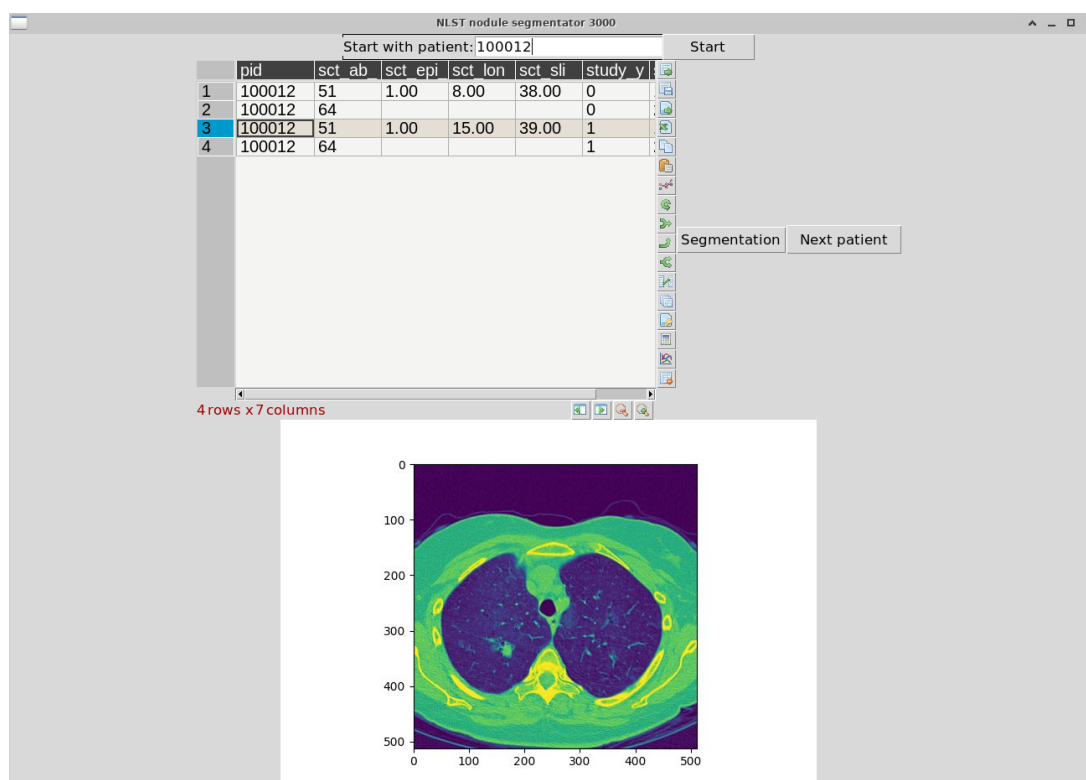 NLST nodule segmentator 3000
Start with patient: 100012 Start
pid sct_ab_ sct_epi_ sct_lon sct_sli study_y
1 100012 51 1.00 8.00 38.00 0
2 100012 64 0
3 100012 51 1.00 15.00 39.00 1
4 100012 64 1
Segmentation Next patient
4 rows x 7 columns
0
100
200
300
400
500
0 100 200 300 400 500